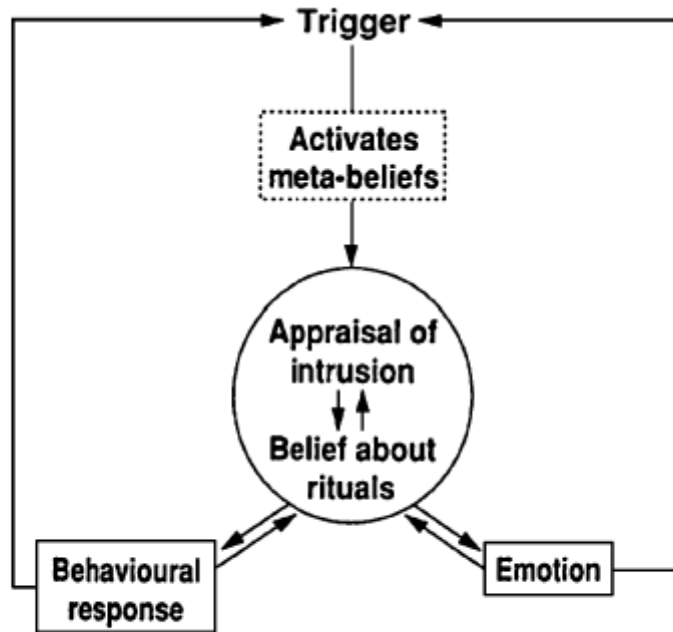 Trigger
Activates
meta-beliefs
Appraisal of
intrusion
Belief about
rituals
Behavioural
response
Emotion